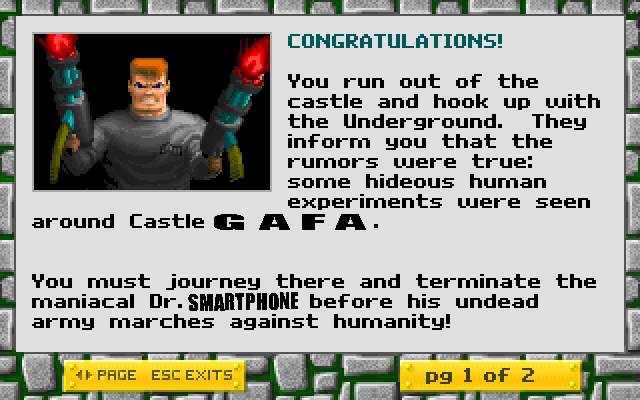 CONGRATULATIONS!
You run out of the
castle and hook up with
the Underground. They
inform you that the
rumors were true:
some hideous human
experiments were seen
around Castle GAFA.
You must journey there and terminate the
maniacal Dr. SMARTPHONE before his undead
army marches against humanity!
PAGE ESC EXITS
pg 1 of 2